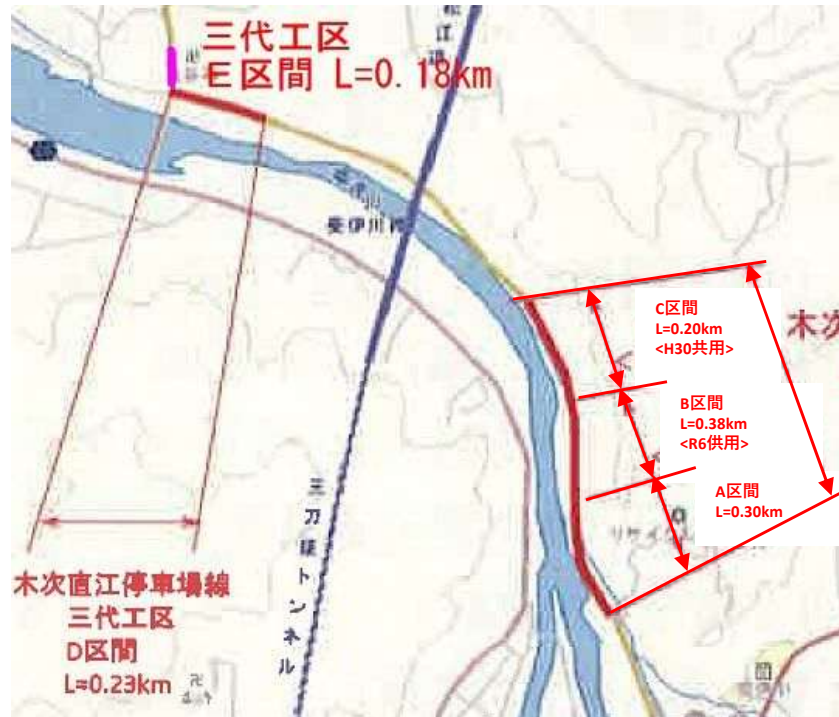 三代工区
E区間 L=0.18km
C区間
L=0.20km
<H30共用>
木次
B区間
L=0.38km
<R6供用>
A区間
L=0.30km
三刀屋トンネル
木次直江停車場線
三代工区
D区間
L=0.23km